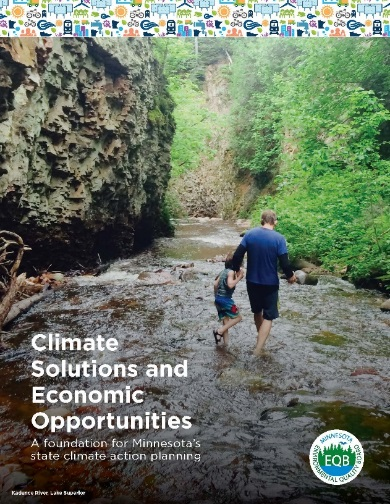 Climate
Solutions and
Economic
Opportunities
A foundation for Minnesota's
state climate action planning
MINNESOTA
EQB
ENVIRONMENTAL QUALITY BOARD
Kadunce River, Lake Superior